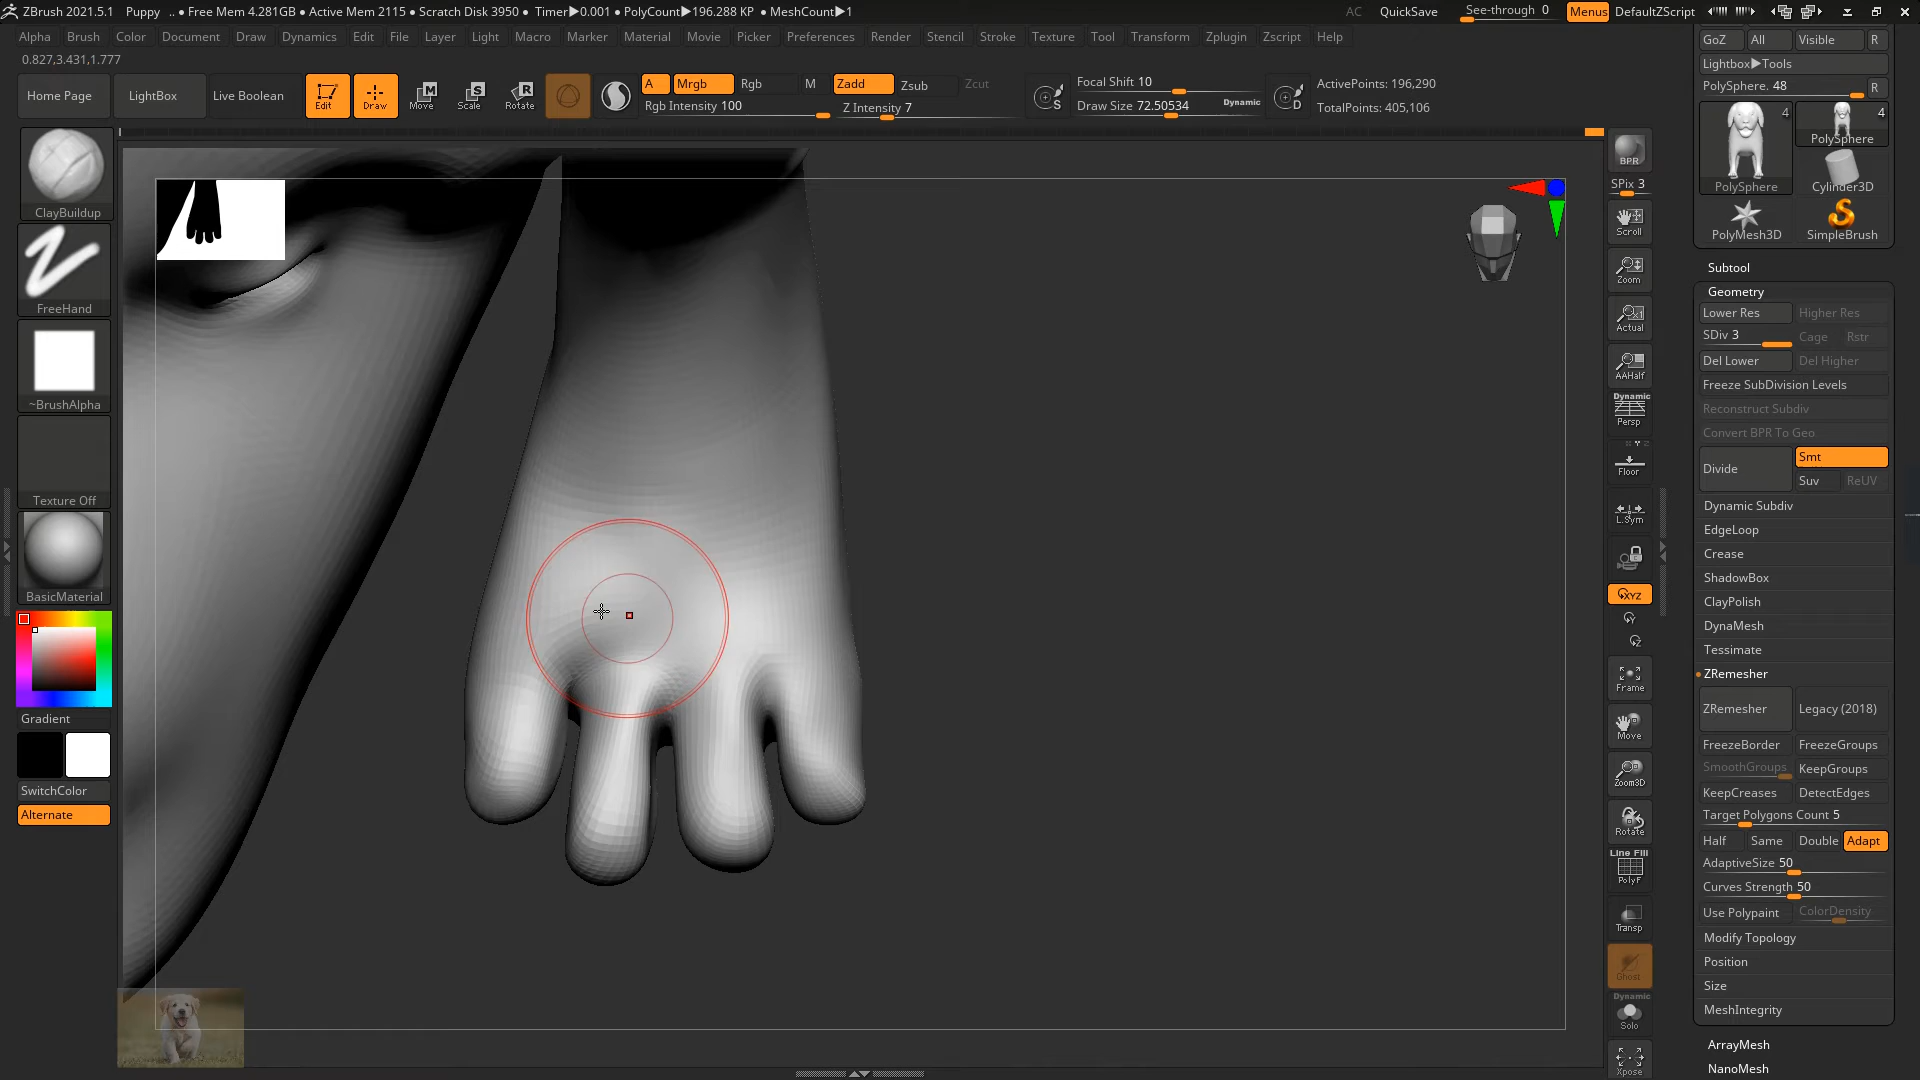 ZBrush 2021.5.1 Puppy .. • Free Mem 4.281GB • Active Mem 2115 • Scratch Disk 3950 • Timer▶0.001 • PolyCount▶196.288 KP • MeshCount▶1
AC QuickSave See-through 0 Menus DefaultZScript
Alpha Brush Color Document Draw Dynamics Edit File Layer Light Macro Marker Material Movie Picker Preferences Render Stencil Stroke Texture Tool Transform Zplugin Zscript Help
0.827,3.431,1.777
Home Page LightBox Live Boolean
Edit Draw Move Scale Rotate
A Mrgb Rgb M Zadd Zsub Zcut
Rgb Intensity 100 Z Intensity 7
Focal Shift 10
Draw Size 72.50534 Dynamic
S D
ActivePoints: 196,290
TotalPoints: 405,106
ClayBuildup
FreeHand
~BrushAlpha
Texture Off
BasicMaterial
Gradient
SwitchColor
Alternate
BPR
SPix 3
Scroll
Zoom
Actual
AAHalf
Dynamic
Persp
Floor
L.Sym
XYZ
Y
Z
Frame
Move
Zoom3D
Rotate
Line Fill
PolyF
Transp
Ghost
Dynamic
Solo
Xpose
GoZ All Visible R
Lightbox▶Tools
PolySphere. 48 R
4 4
PolySphere
PolySphere Cylinder3D
PolyMesh3D SimpleBrush
Subtool
Geometry
Lower Res Higher Res
SDiv 3 Cage Rstr
Del Lower Del Higher
Freeze SubDivision Levels
Reconstruct Subdiv
Convert BPR To Geo
Divide Smt
Suv ReUV
Dynamic Subdiv
EdgeLoop
Crease
ShadowBox
ClayPolish
DynaMesh
Tessimate
ZRemesher
ZRemesher Legacy (2018)
FreezeBorder FreezeGroups
SmoothGroups KeepGroups
KeepCreases DetectEdges
Target Polygons Count 5
Half Same Double Adapt
AdaptiveSize 50
Curves Strength 50
Use Polypaint ColorDensity
Modify Topology
Position
Size
MeshIntegrity
ArrayMesh
NanoMesh